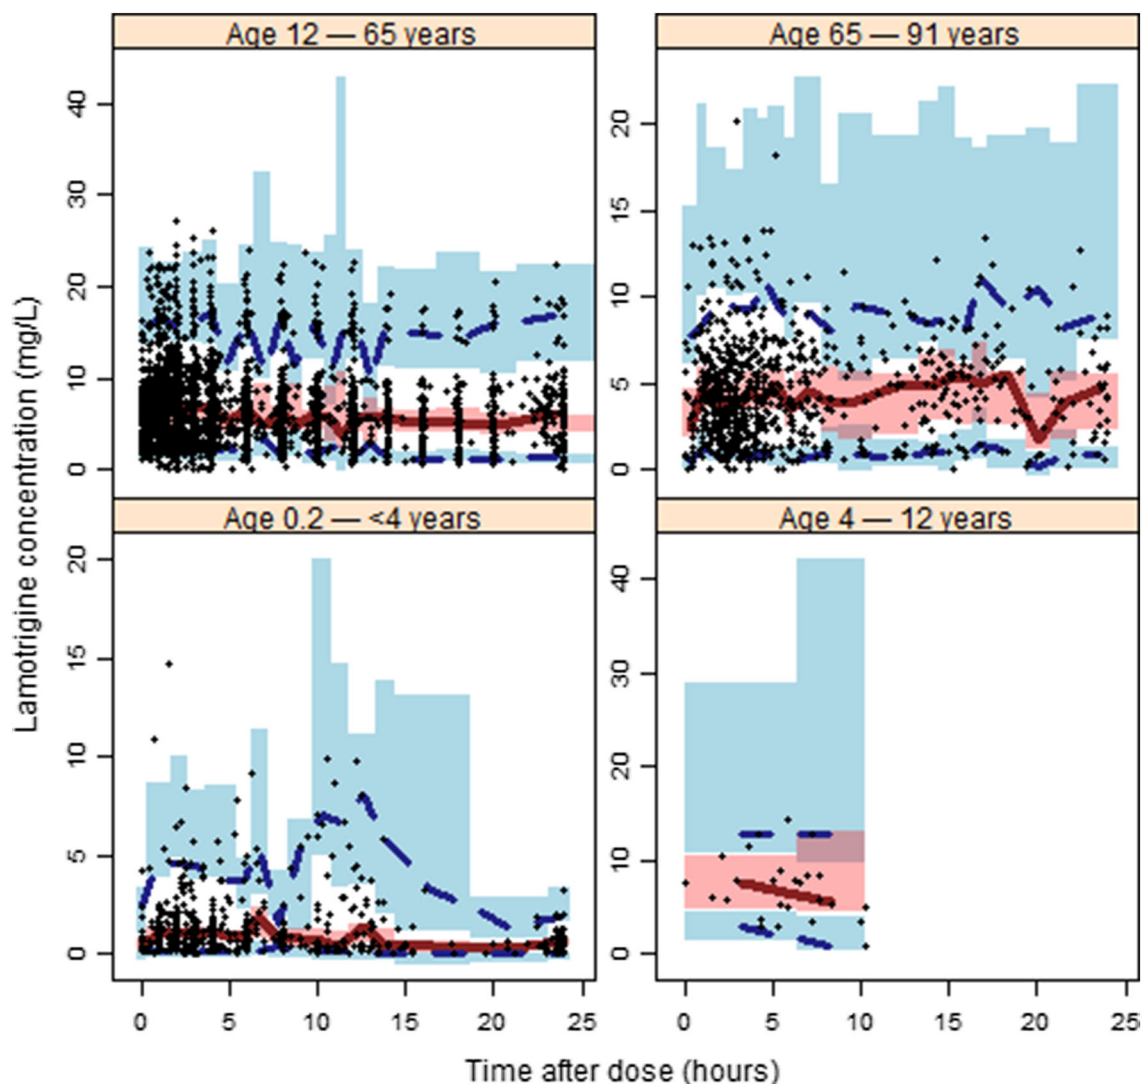 Age 12 — 65 years
Age 65 — 91 years
40
30
20
10
0
20
15
10
5
0
Age 0.2 — <4 years
Age 4 — 12 years
20
15
10
5
0
40
30
20
10
0
0 5 10 15 20 25
0 5 10 15 20 25
Lamotrigine concentration (mg/L)
Time after dose (hours)